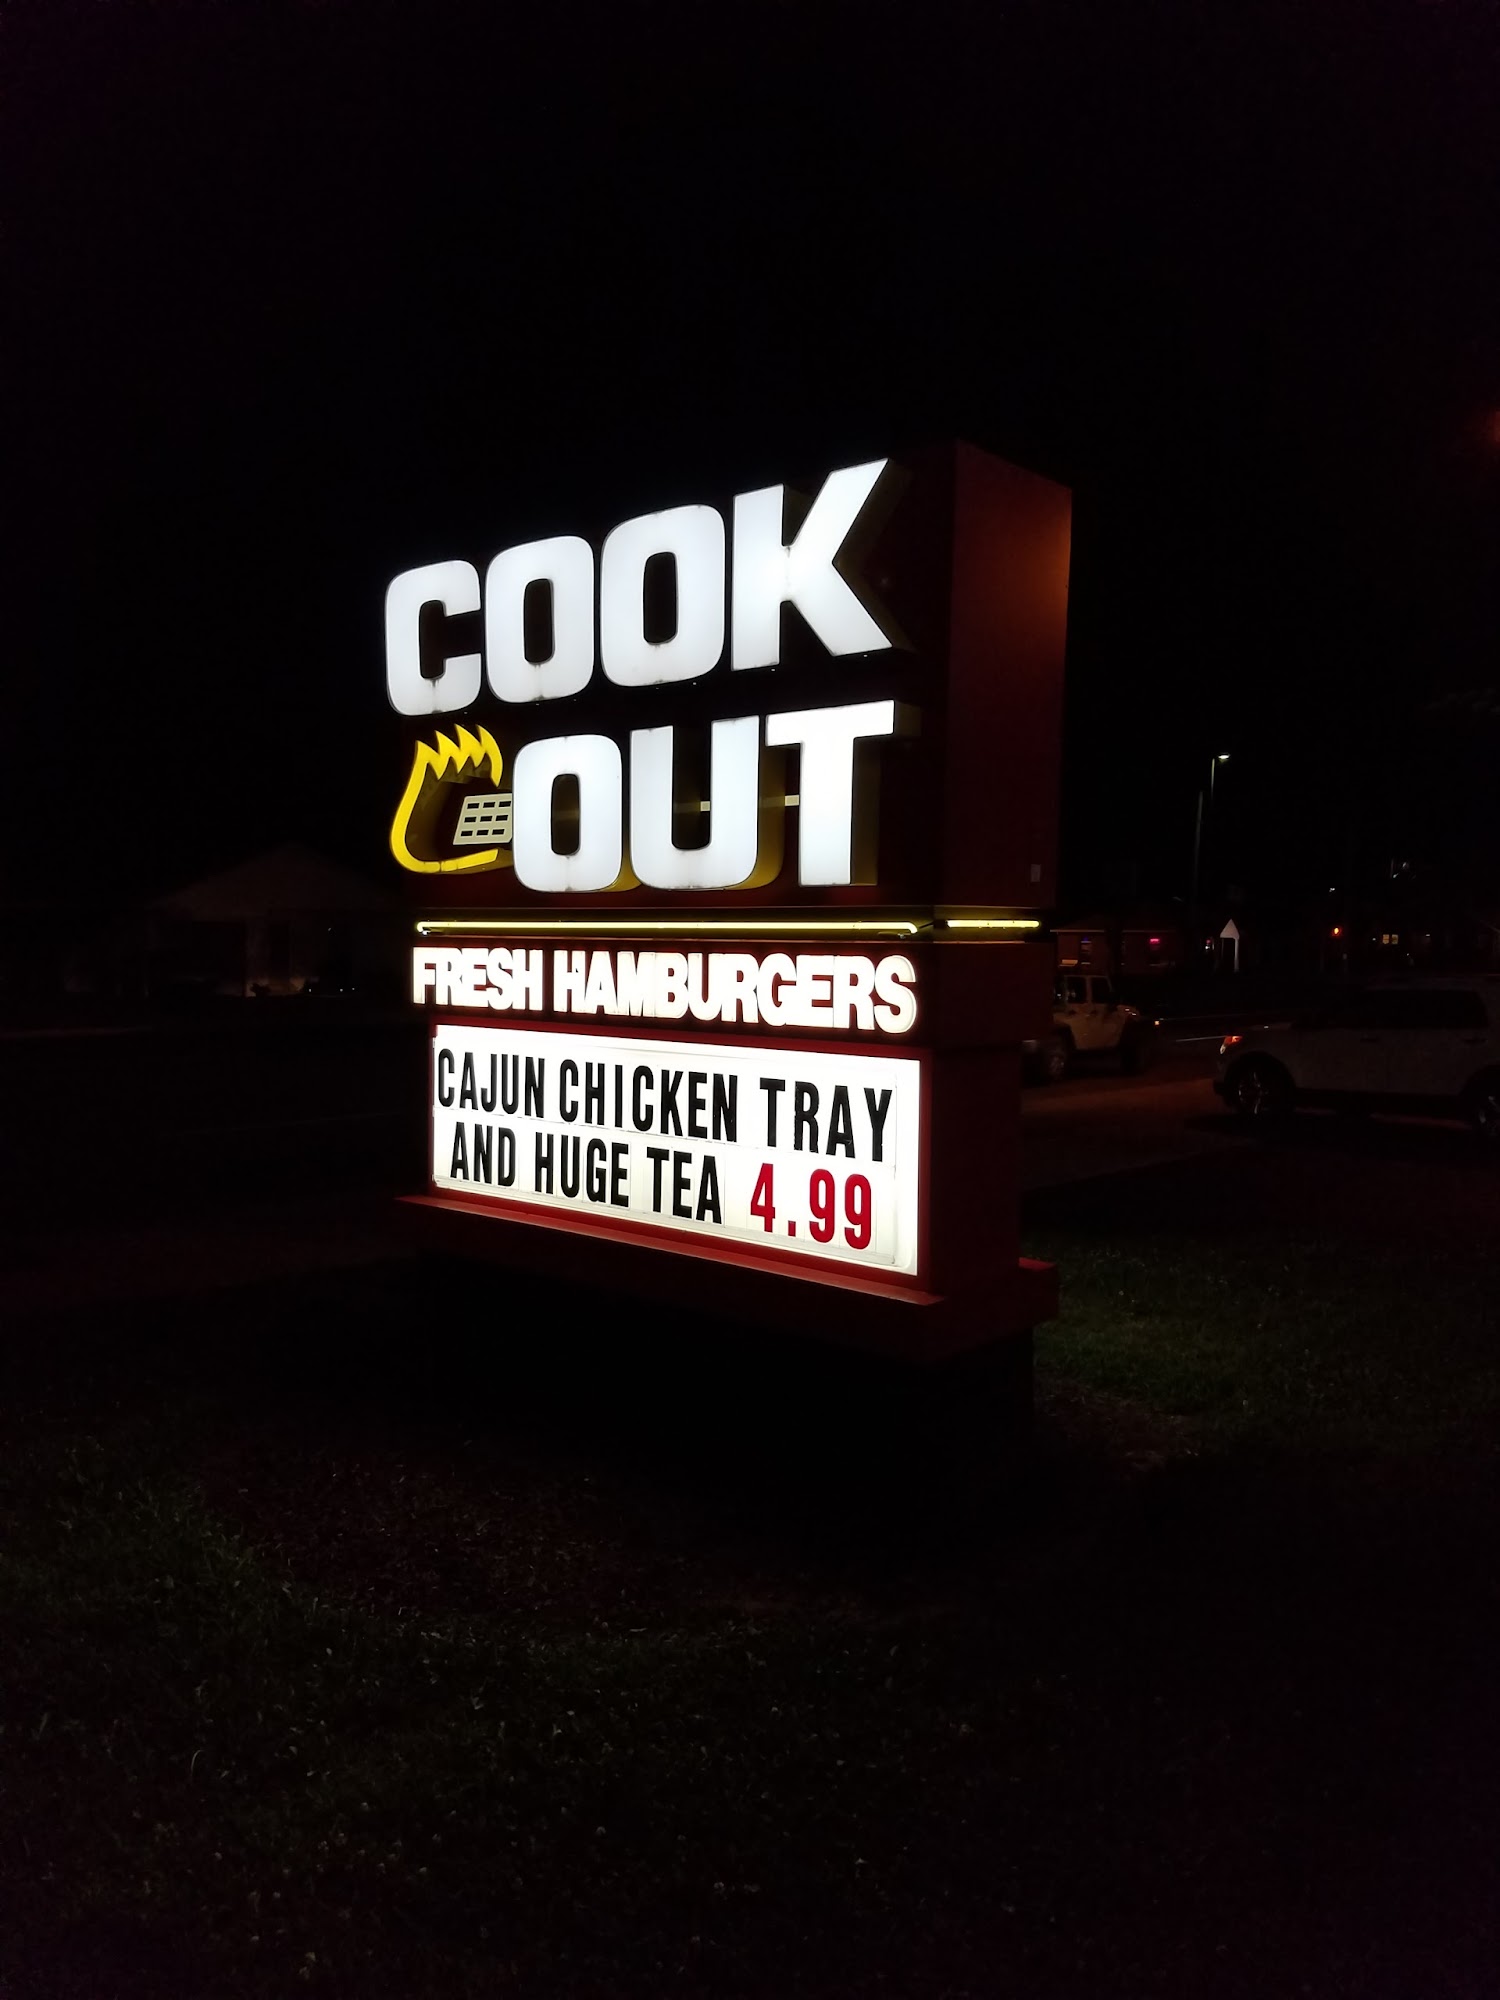 COOK
OUT
FRESH HAMBURGERS
CAJUN CHICKEN TRAY
AND HUGE TEA 4.99